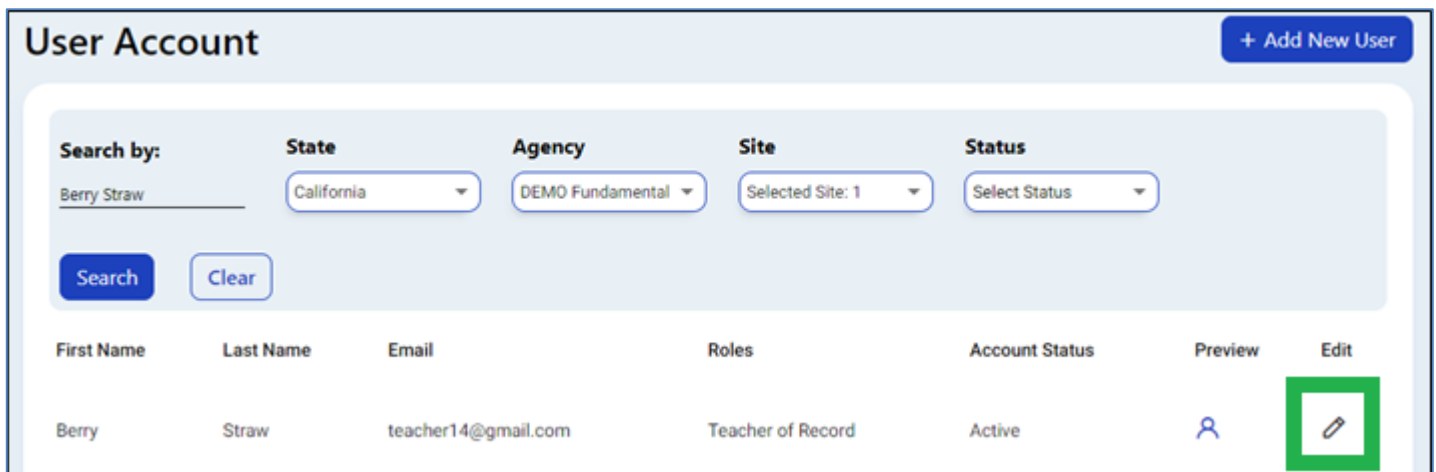 User Account
+ Add New User
Search by:
State
Agency
Site
Status
Berry Straw
California
DEMO Fundamental
Selected Site: 1
Select Status
Search
Clear
First Name Last Name Email Roles Account Status Preview Edit
Berry Straw teacher14@gmail.com Teacher of Record Active